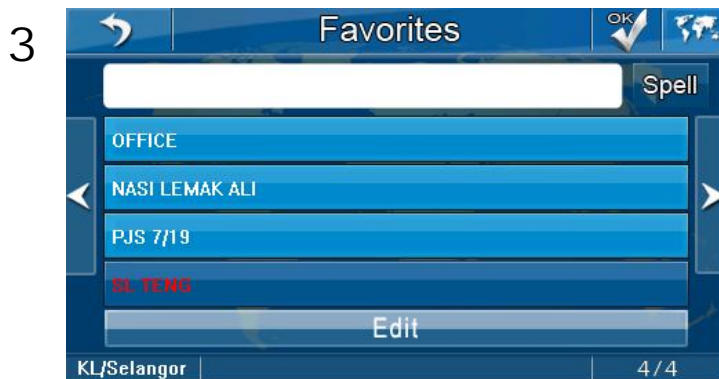 3
Favorites
OK
Spell
OFFICE
NASI LEMAK ALI
PJS 7/19
SL TENG
Edit
KL/Selangor
4/4